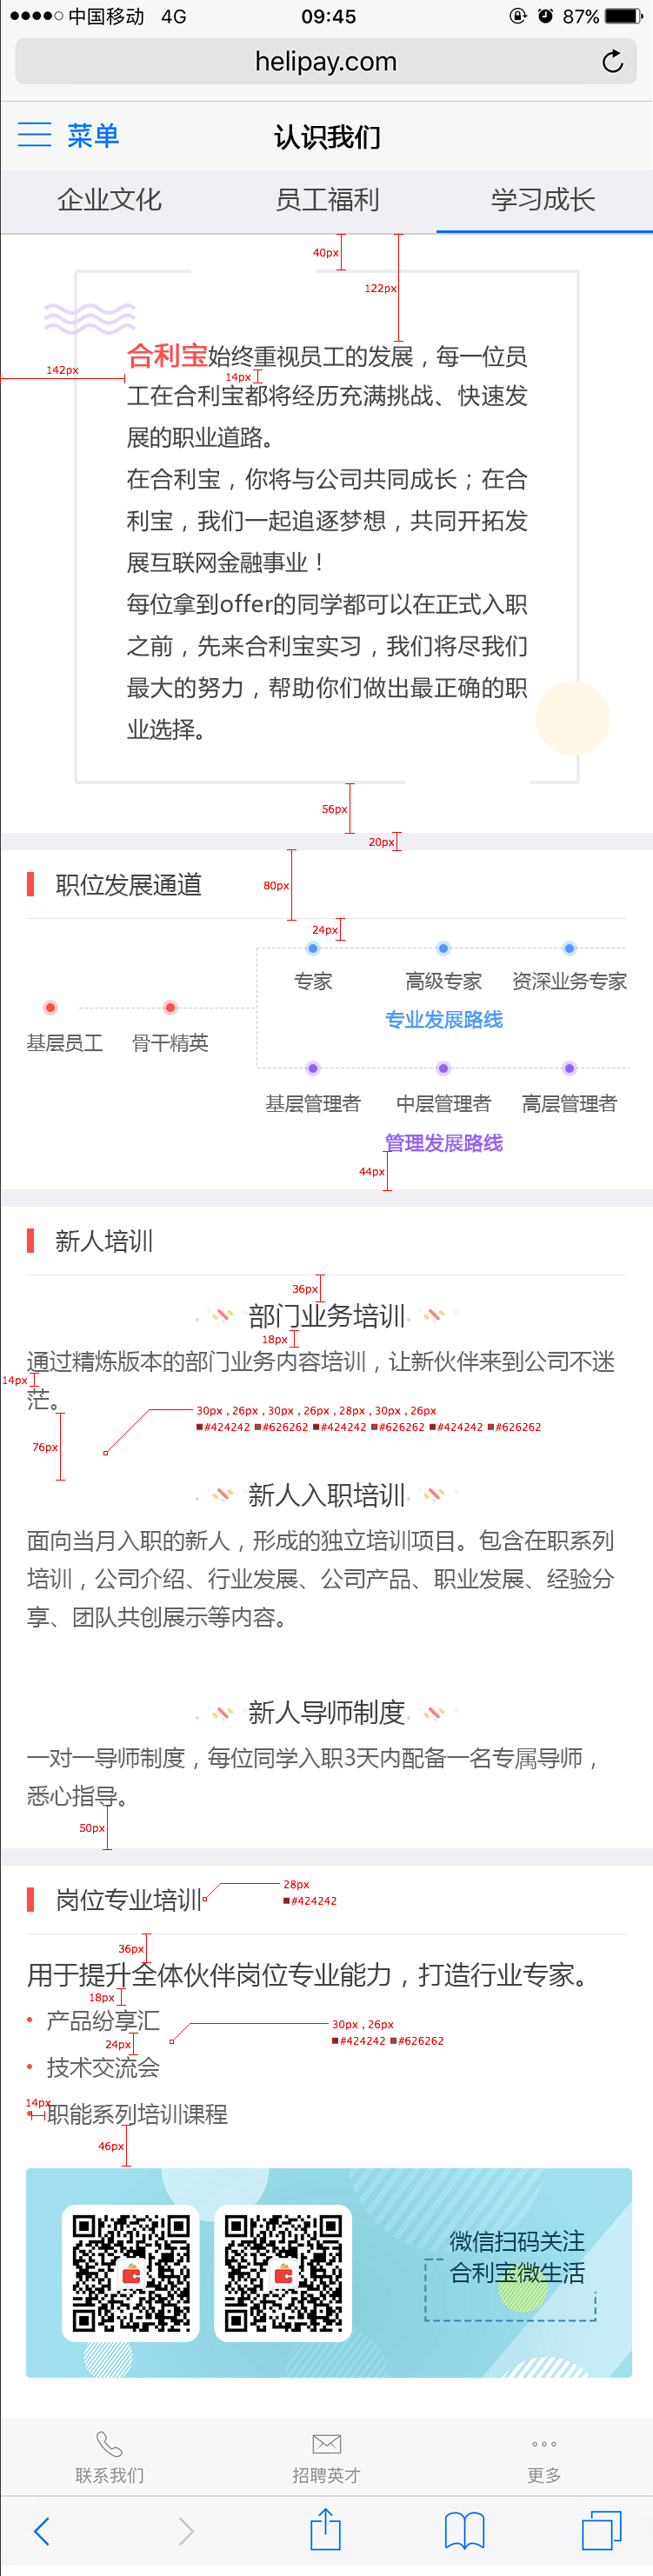 中国移动 4G 09:45 87%
helipay.com
菜单 认识我们
企业文化 员工福利 学习成长
40px
122px
合利宝始终重视员工的发展，每一位员
142px
14px
工在合利宝都将经历充满挑战、快速发
展的职业道路。
在合利宝，你将与公司共同成长；在合
利宝，我们一起追逐梦想，共同开拓发
展互联网金融事业！
每位拿到offer的同学都可以在正式入职
之前，先来合利宝实习，我们将尽我们
最大的努力，帮助你们做出最正确的职
业选择。
56px
20px
职位发展通道
80px
24px
专家 高级专家 资深业务专家
专业发展路线
基层员工 骨干精英
基层管理者 中层管理者 高层管理者
管理发展路线
44px
新人培训
36px
部门业务培训
18px
通过精炼版本的部门业务内容培训，让新伙伴来到公司不迷
14px
茫。
30px , 26px , 30px , 26px , 28px , 30px , 26px
#424242 #626262 #424242 #626262 #424242 #626262
76px
新人入职培训
面向当月入职的新人，形成的独立培训项目。包含在职系列
培训，公司介绍、行业发展、公司产品、职业发展、经验分
享、团队共创展示等内容。
新人导师制度
一对一导师制度，每位同学入职3天内配备一名专属导师，
悉心指导。
50px
岗位专业培训
28px
#424242
36px
用于提升全体伙伴岗位专业能力，打造行业专家。
18px
产品纷享汇
30px , 26px
#424242 #626262
24px
技术交流会
14px
职能系列培训课程
46px
微信扫码关注
合利宝微生活
联系我们 招聘英才 更多